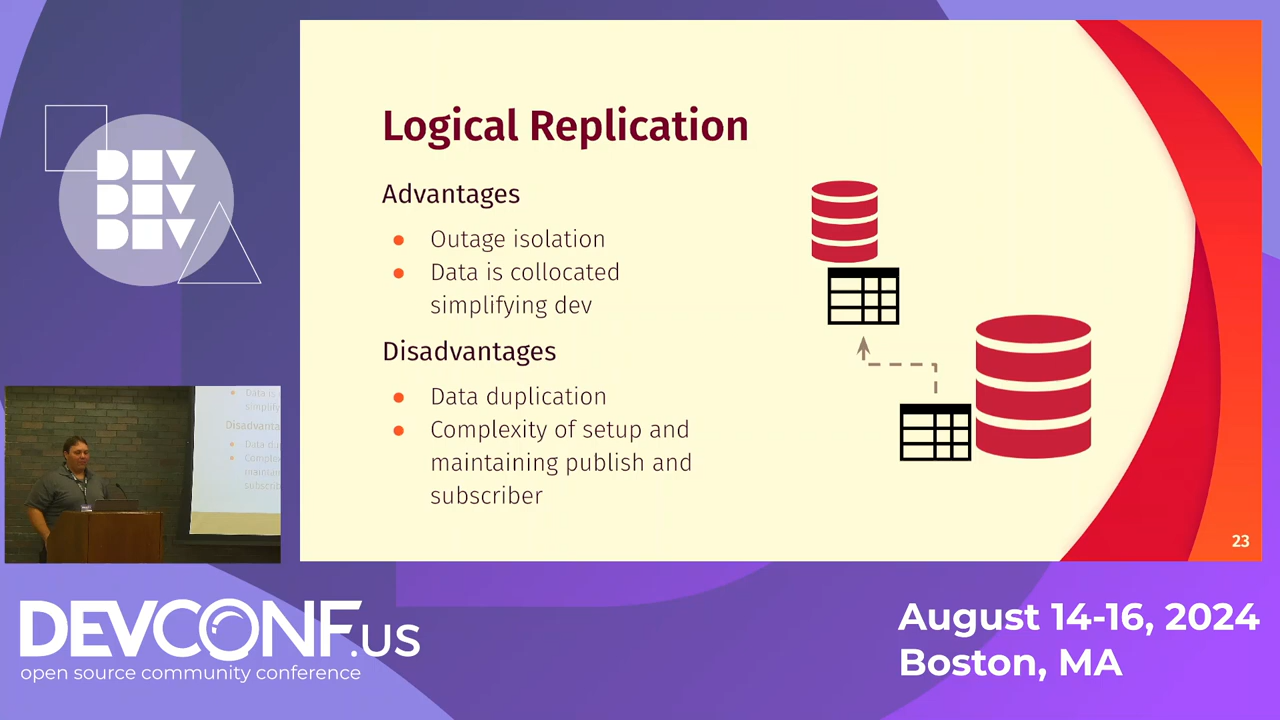 DEV
DEV
DEV
Logical Replication
Advantages
● Outage isolation
● Data is collocated
simplifying dev
Disadvantages
● Data duplication
● Complexity of setup and
maintaining publish and
subscriber
23
DEVCONF.us
open source community conference
August 14-16, 2024
Boston, MA